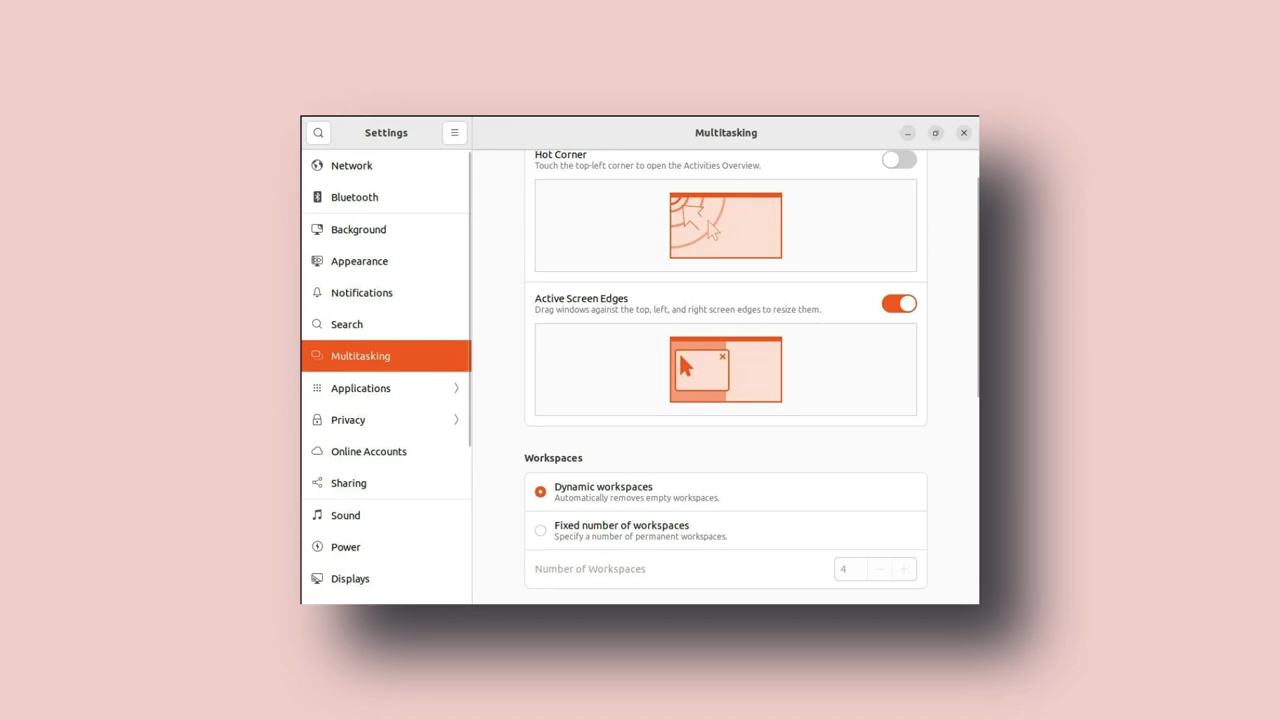 Settings
Multitasking
Network
Bluetooth
Background
Appearance
Notifications
Search
Multitasking
Applications
Privacy
Online Accounts
Sharing
Sound
Power
Displays
Hot Corner
Touch the top-left corner to open the Activities Overview.
Active Screen Edges
Drag windows against the top, left, and right screen edges to resize them.
Workspaces
Dynamic workspaces
Automatically removes empty workspaces.
Fixed number of workspaces
Specify a number of permanent workspaces.
Number of Workspaces 4 − +